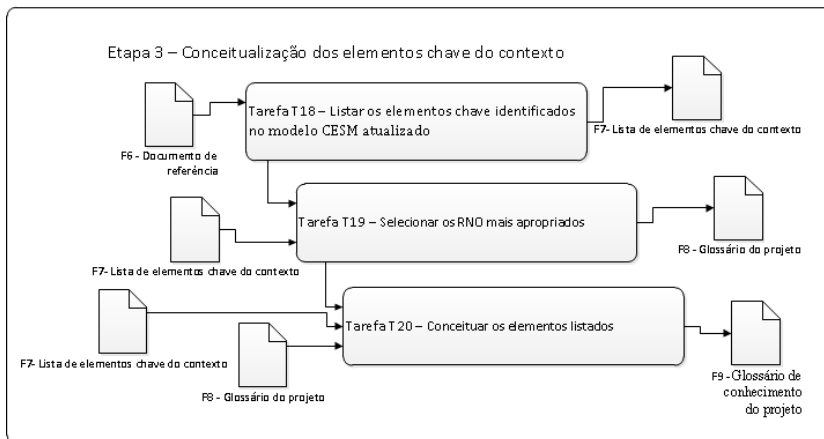 Etapa 3 – Conceitualização dos elementos chave do contexto
Tarefa T18 – Listar os elementos chave identificados
no modelo CESM atualizado
F6 - Documento de
referência
F7- Lista de elementos chave do contexto
Tarefa T19 – Selecionar os RNO mais apropriados
F7- Lista de elementos chave do contexto
F8 - Glossário do projeto
Tarefa T20 – Conceituar os elementos listados
F7- Lista de elementos chave do contexto
F8 - Glossário do projeto
F9 - Glossário de
conhecimento
do projeto